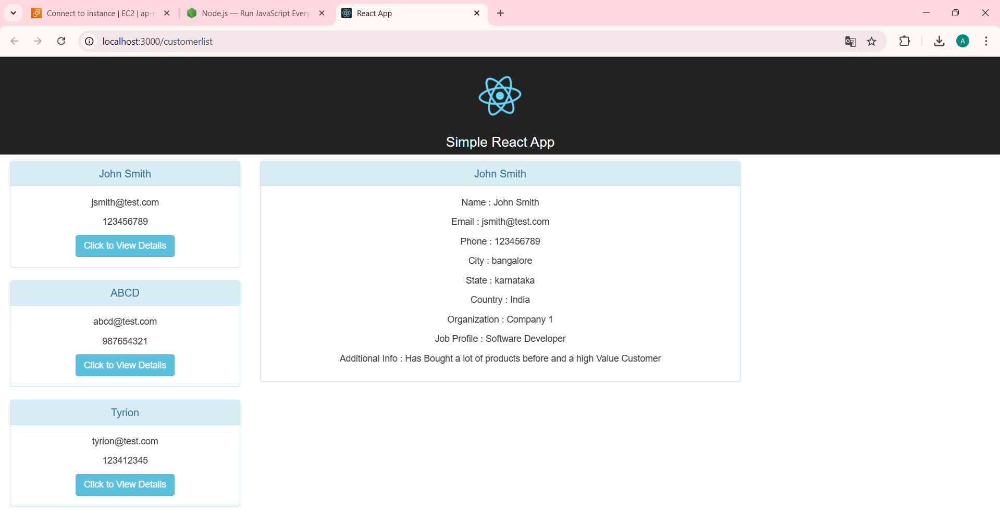 Connect to instance | EC2 | ap-
Node.js — Run JavaScript Every
React App
localhost:3000/customerlist
A
Simple React App
John Smith
jsmith@test.com
123456789
Click to View Details
ABCD
abcd@test.com
987654321
Click to View Details
Tyrion
tyrion@test.com
123412345
Click to View Details
John Smith
Name : John Smith
Email : jsmith@test.com
Phone : 123456789
City : bangalore
State : karnataka
Country : India
Organization : Company 1
Job Profile : Software Developer
Additional Info : Has Bought a lot of products before and a high Value Customer